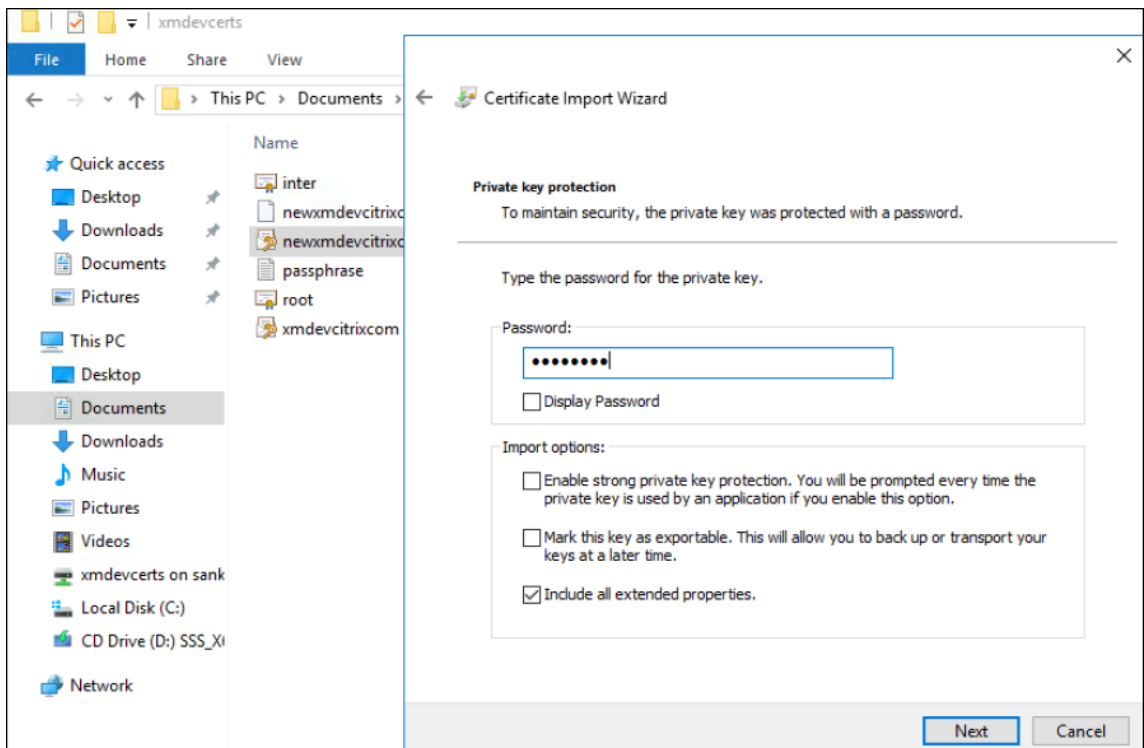 xmdevcerts
File Home Share View
This PC > Documents >
Certificate Import Wizard
Quick access
Desktop
Downloads
Documents
Pictures
This PC
Desktop
Documents
Downloads
Music
Pictures
Videos
xmdevcerts on sank
Local Disk (C:)
CD Drive (D:) SSS_X
Network
Name
inter
newxmdevcitrixc
newxmdevcitrixc
passphrase
root
xmdevcitrixcom
Private key protection
To maintain security, the private key was protected with a password.
Type the password for the private key.
Password:
••••••••
Display Password
Import options:
Enable strong private key protection. You will be prompted every time the
private key is used by an application if you enable this option.
Mark this key as exportable. This will allow you to back up or transport your
keys at a later time.
Include all extended properties.
Next Cancel